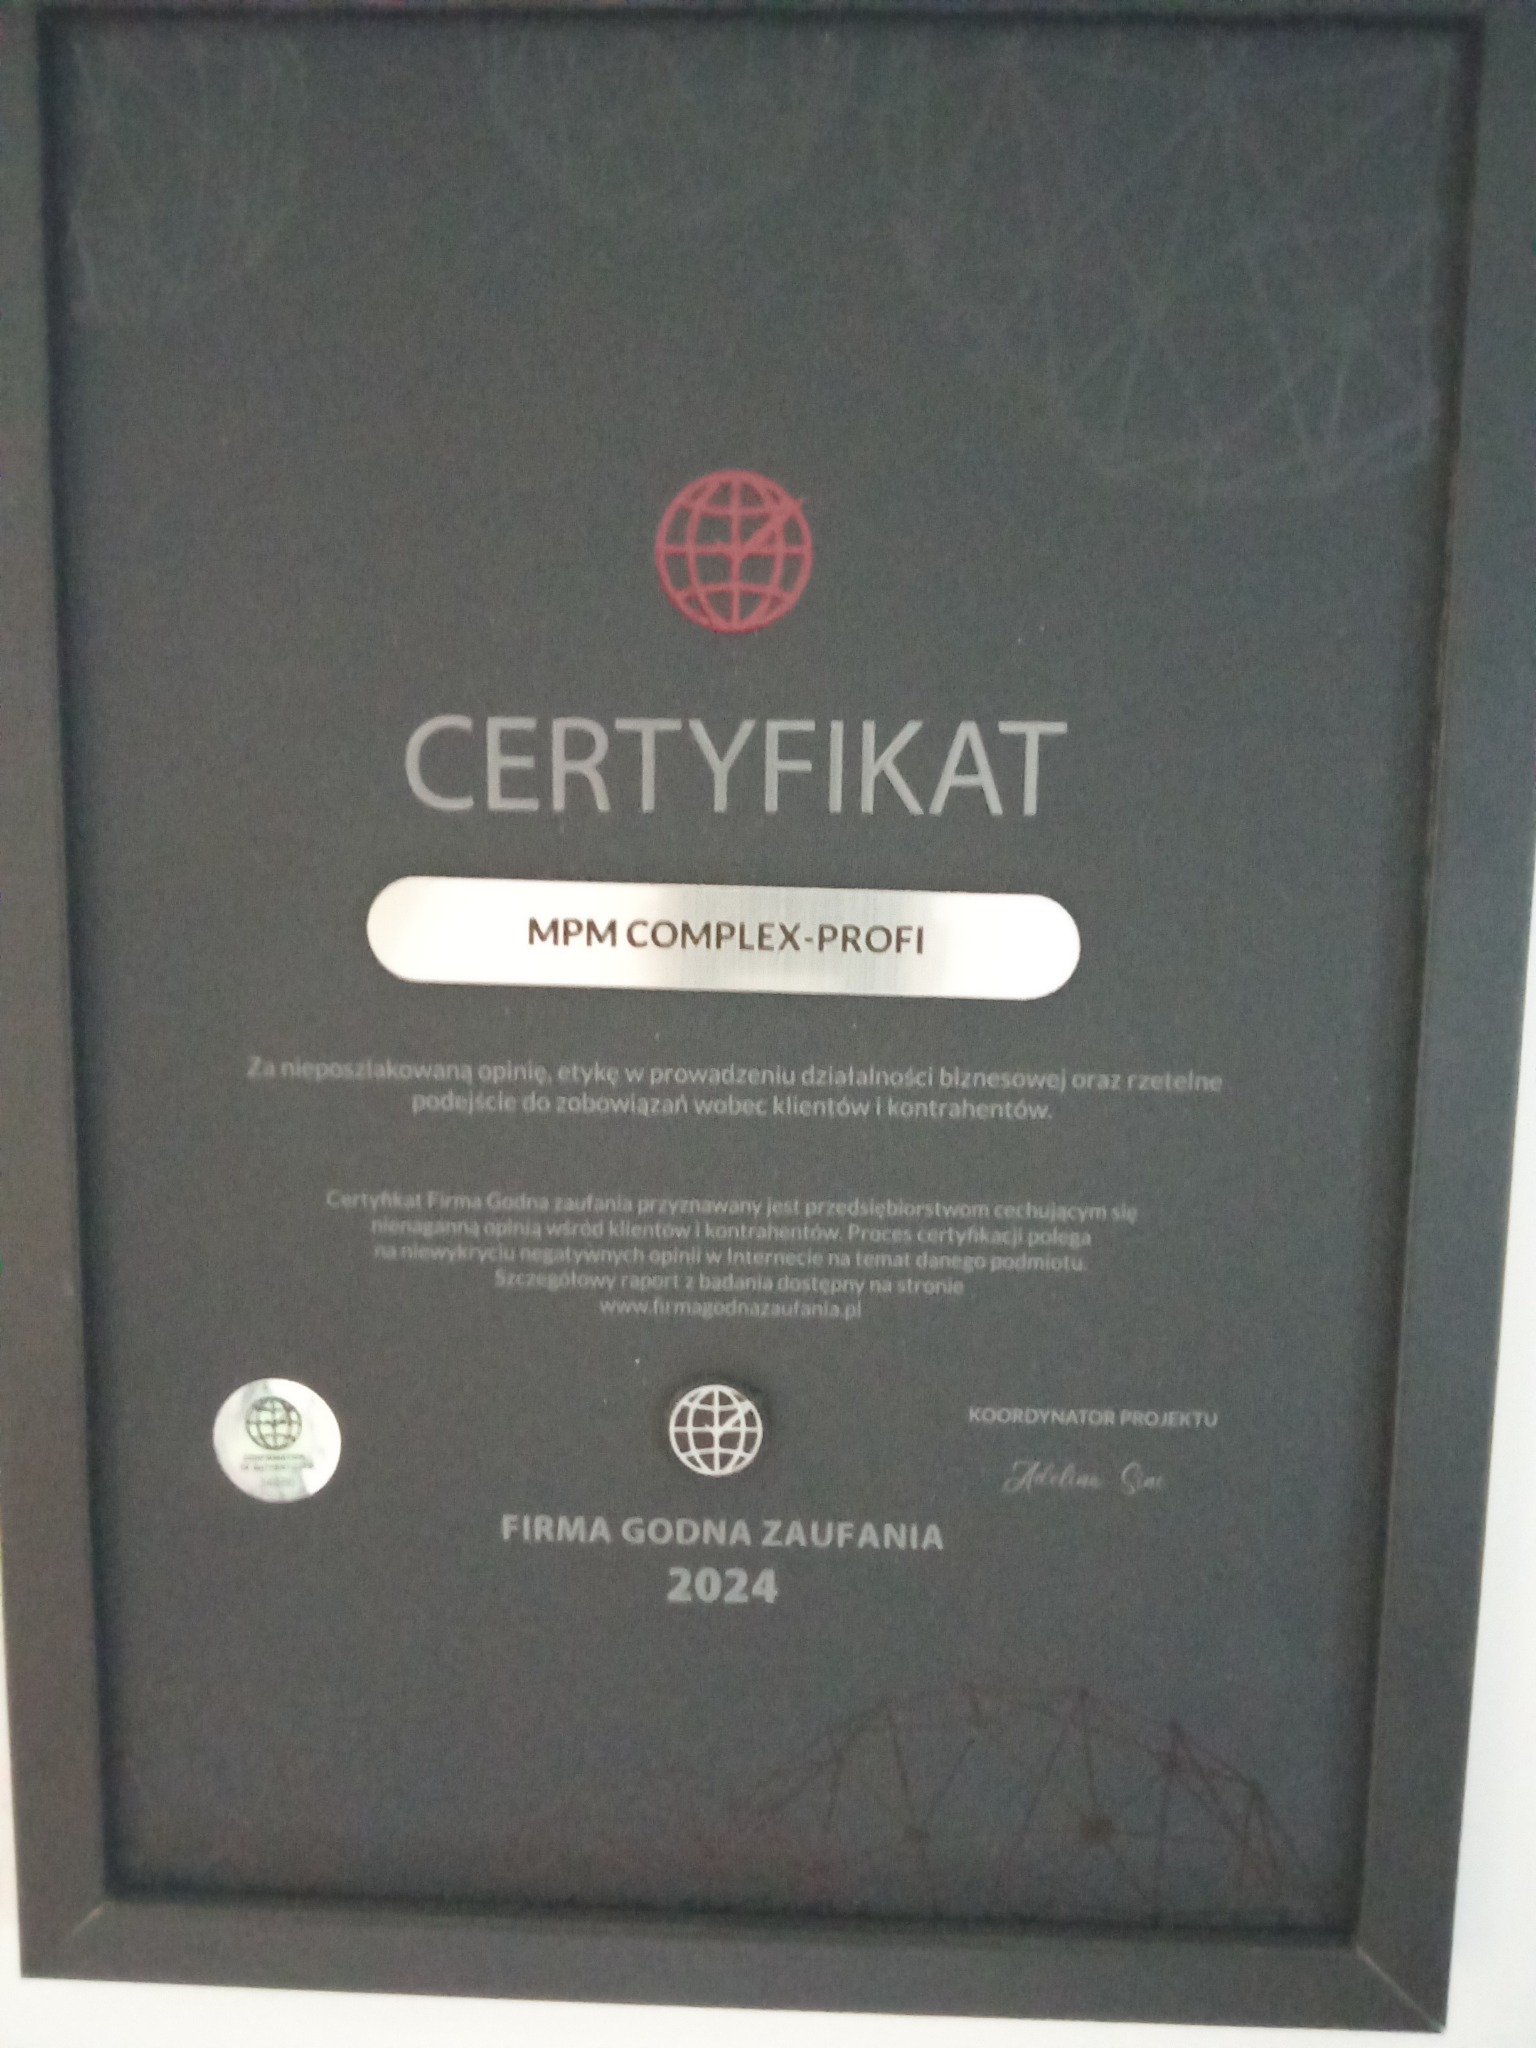 CERTYFIKAT
MPM COMPLEX-PROFI
Za nieposzlakowaną opinię, etykę w prowadzeniu działalności biznesowej oraz rzetelne
podejście do zobowiązań wobec klientów i kontrahentów.
Certyfikat Firma Godna zaufania przyznawany jest przedsiębiorstwom cechującym się
nienaganną opinią wśród klientów i kontrahentów. Proces certyfikacji polega
na niewykryciu negatywnych opinii w Internecie na temat danego podmiotu.
Szczegółowy raport z badania dostępny na stronie
www.firmagodnazaufania.pl
KOORDYNATOR PROJEKTU
Adelina
FIRMA GODNA ZAUFANIA
2024